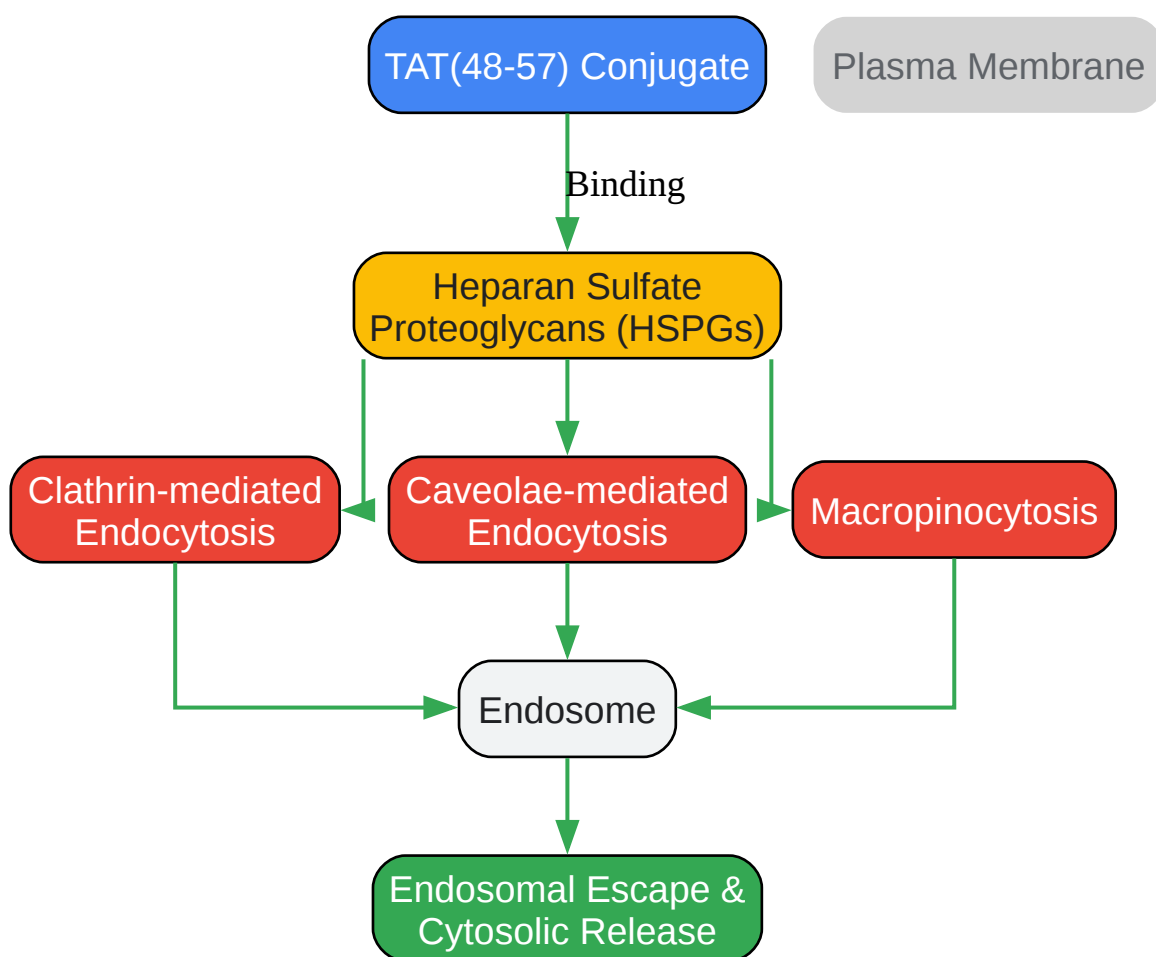 TAT(48-57) Conjugate
Plasma Membrane
Binding
Heparan Sulfate
Proteoglycans (HSPGs)
Clathrin-mediated
Endocytosis
Caveolae-mediated
Endocytosis
Macropinocytosis
Endosome
Endosomal Escape &
Cytosolic Release